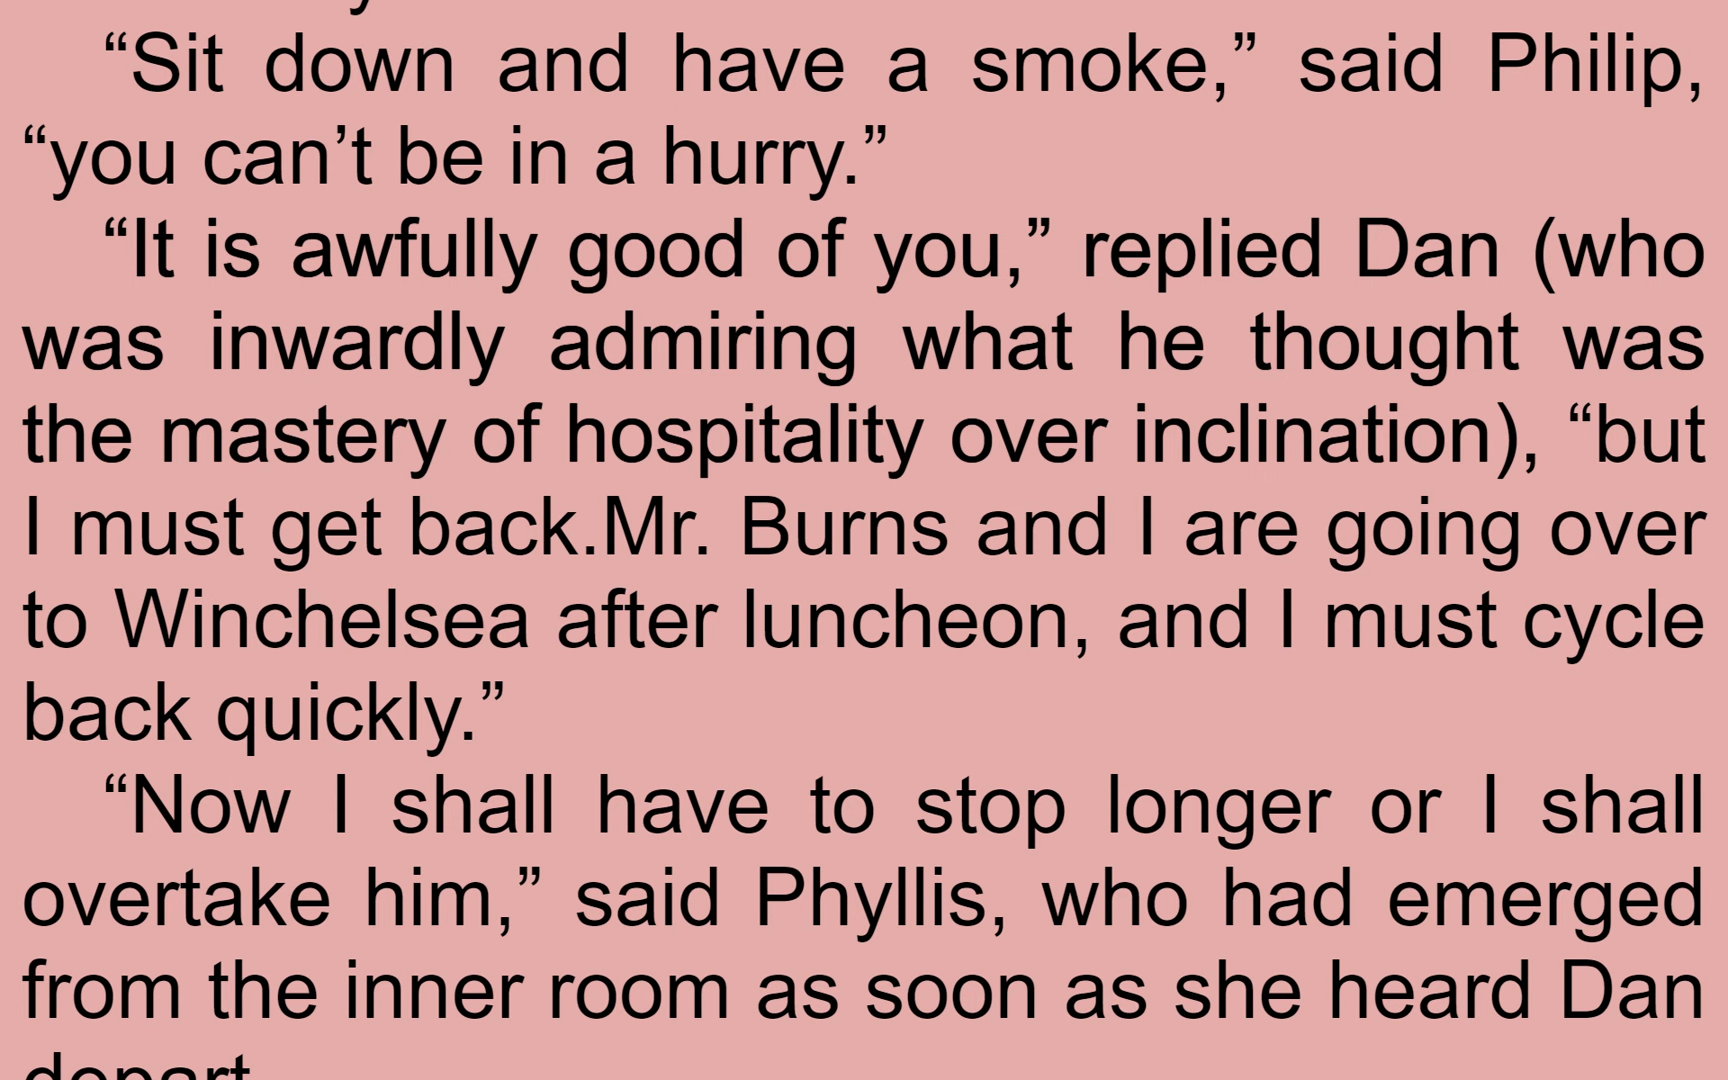 “Sit down and have a smoke,” said Philip,
“you can’t be in a hurry.”
“It is awfully good of you,” replied Dan (who
was inwardly admiring what he thought was
the mastery of hospitality over inclination), “but
I must get back.Mr. Burns and I are going over
to Winchelsea after luncheon, and I must cycle
back quickly.”
“Now I shall have to stop longer or I shall
overtake him,” said Phyllis, who had emerged
from the inner room as soon as she heard Dan
depart.